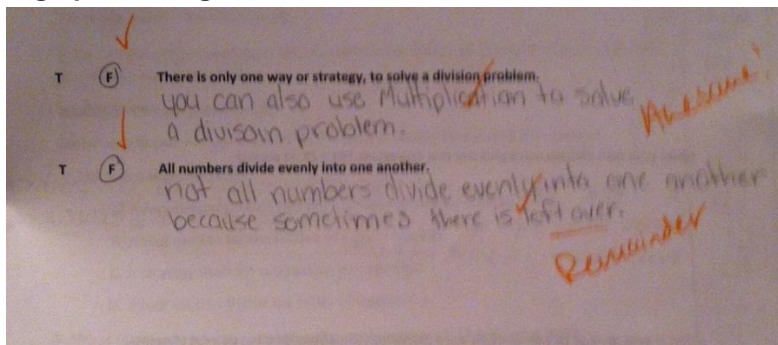 T F There is only one way or strategy, to solve a division problem.
you can also use Multiplication to solve
a divisoin problem.
Awesome!
T F All numbers divide evenly into one another.
not all numbers divide evenly into one another
because sometimes there is left over.
Remainder